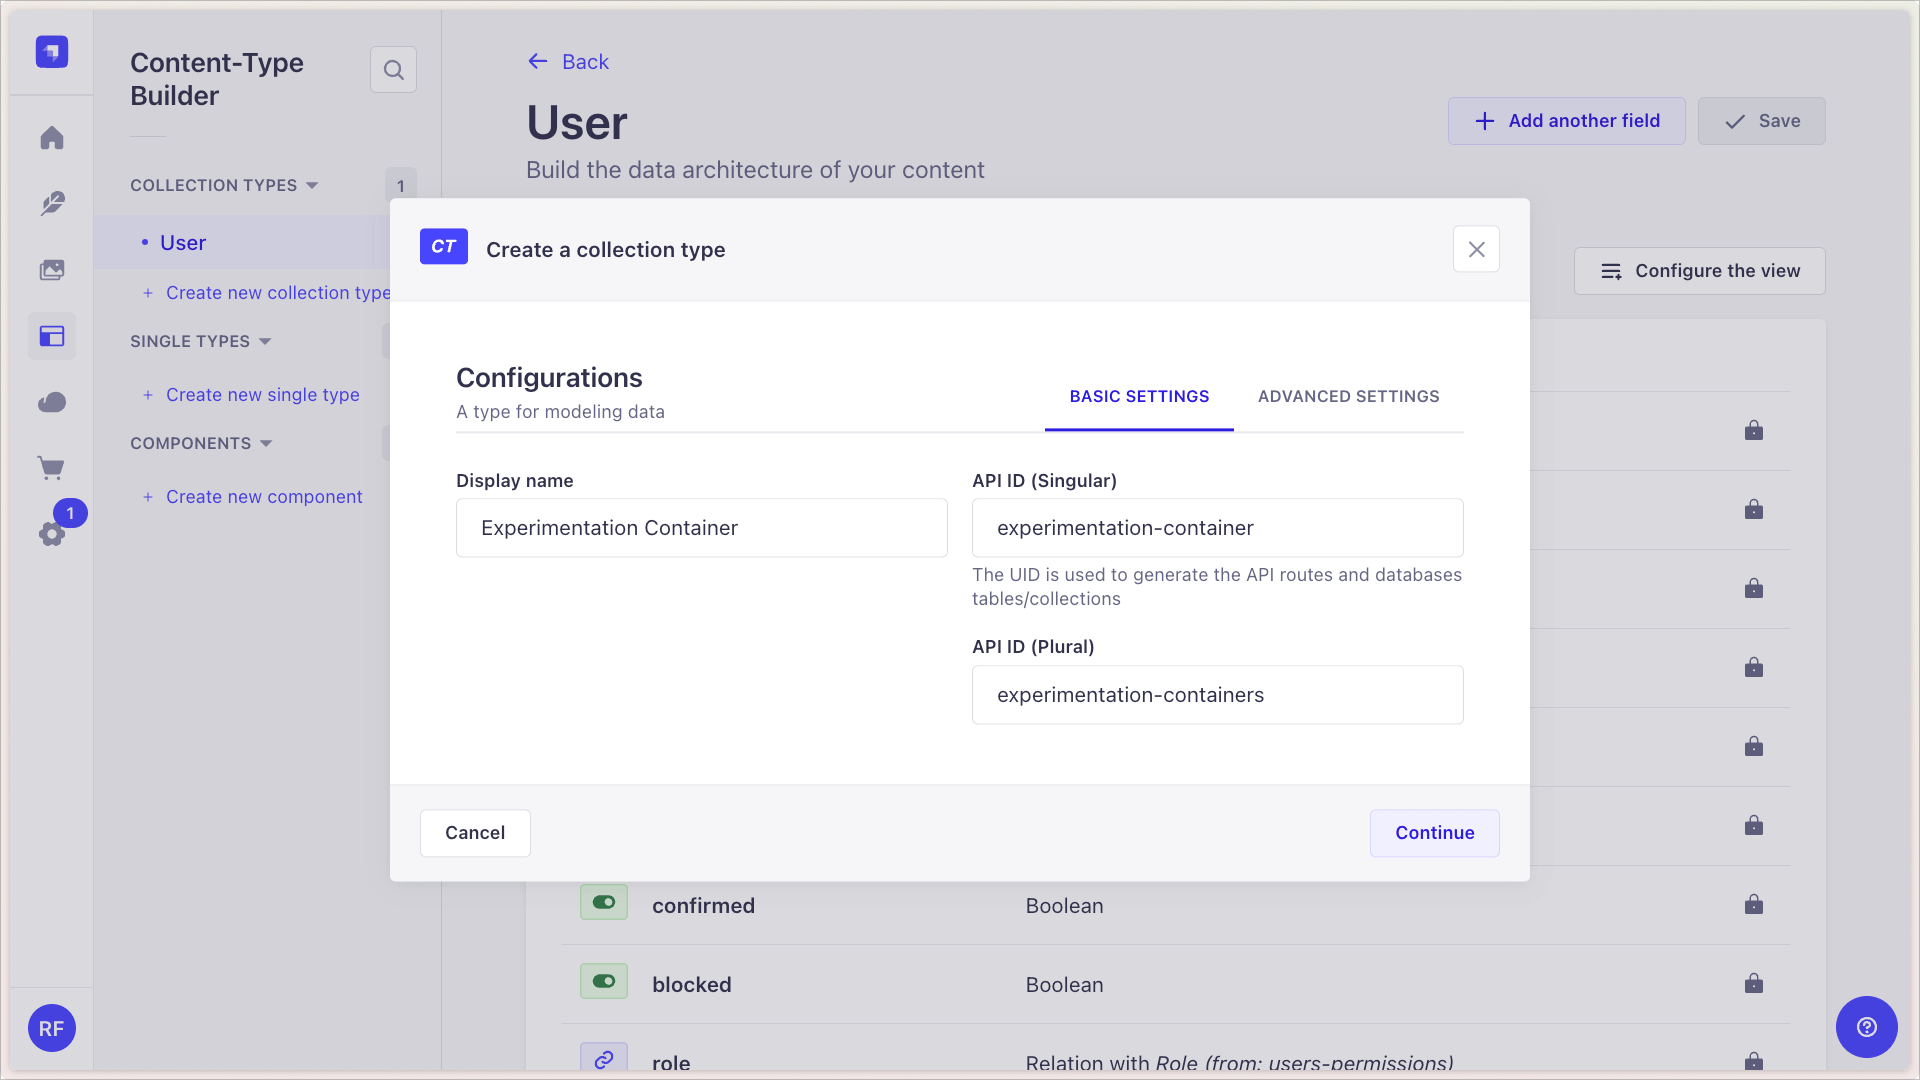 Content-Type
Builder
COLLECTION TYPES
1
User
+ Create new collection type
SINGLE TYPES
+ Create new single type
COMPONENTS
+ Create new component
1
RF
Back
User
Build the data architecture of your content
Add another field
Save
Configure the view
CT
Create a collection type
Configurations
A type for modeling data
BASIC SETTINGS
ADVANCED SETTINGS
Display name
Experimentation Container
API ID (Singular)
experimentation-container
The UID is used to generate the API routes and databases
tables/collections
API ID (Plural)
experimentation-containers
Cancel
Continue
confirmed
Boolean
blocked
Boolean
role
Relation with Role (from: users-permissions)